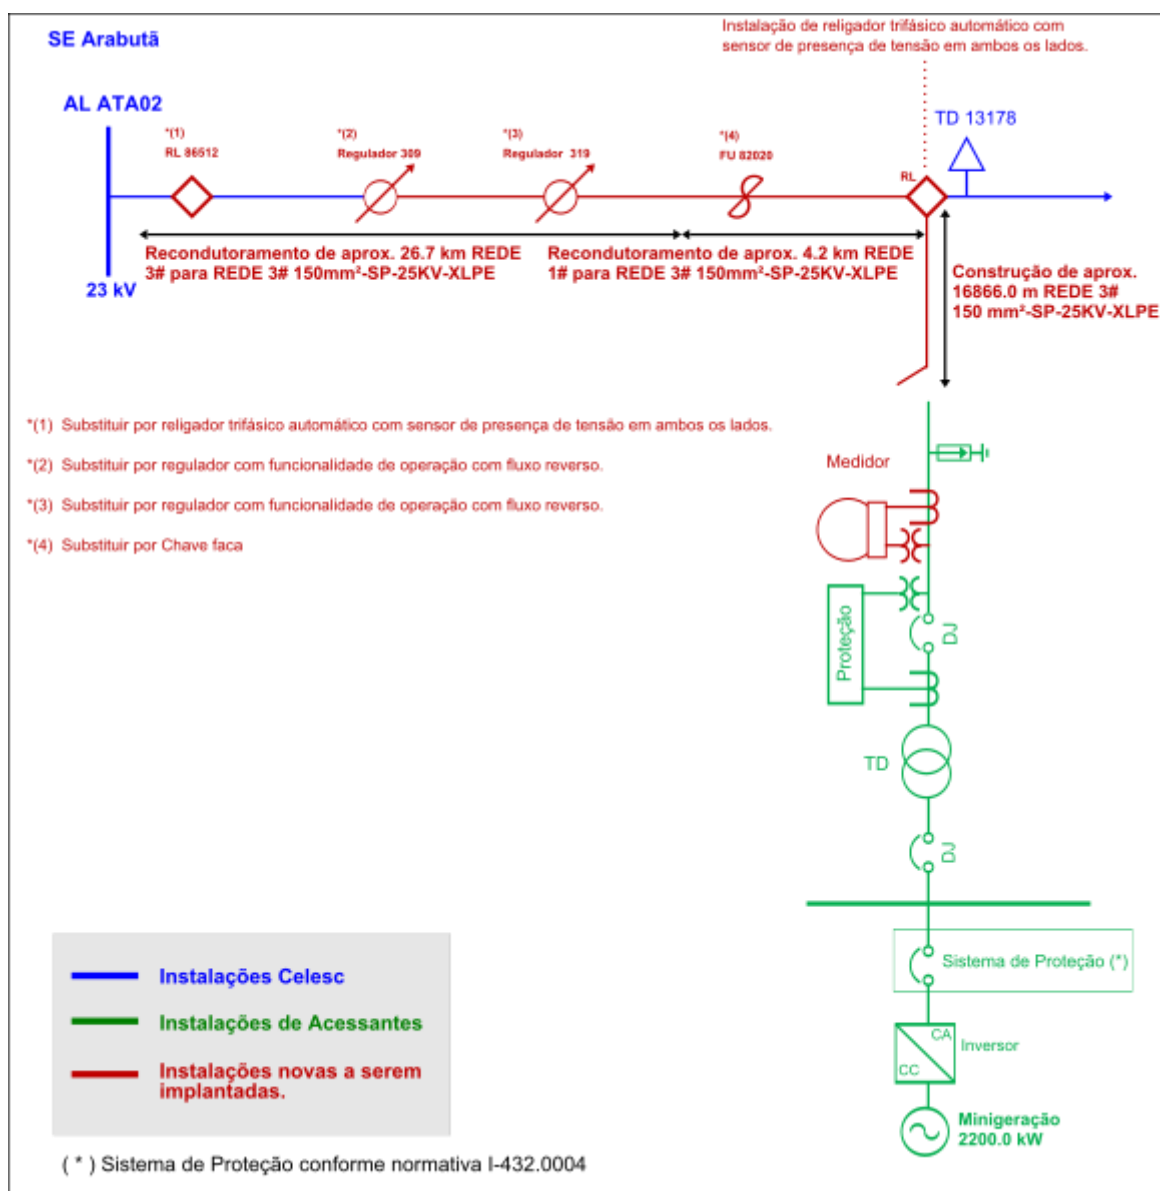 Instalação de religador trifásico automático com
sensor de presença de tensão em ambos os lados.
SE Arabutã
AL ATA02
TD 13178
*(1)
RL 86512
*(2)
Regulador 309
*(3)
Regulador 319
*(4)
FU 82020
RL
Recondutoramento de aprox. 26.7 km REDE
3# para REDE 3# 150mm²-SP-25KV-XLPE
Recondutoramento de aprox. 4.2 km REDE
1# para REDE 3# 150mm²-SP-25KV-XLPE
23 kV
Construção de aprox.
16866.0 m REDE 3#
150 mm²-SP-25KV-XLPE
*(1) Substituir por religador trifásico automático com sensor de presença de tensão em ambos os lados.
*(2) Substituir por regulador com funcionalidade de operação com fluxo reverso.
*(3) Substituir por regulador com funcionalidade de operação com fluxo reverso.
*(4) Substituir por Chave faca
Medidor
Proteção
DJ
TD
DJ
Sistema de Proteção (*)
CA
CC
Inversor
Minigeração
2200.0 kW
Instalações Celesc
Instalações de Acessantes
Instalações novas a serem
implantadas.
( * ) Sistema de Proteção conforme normativa I-432.0004